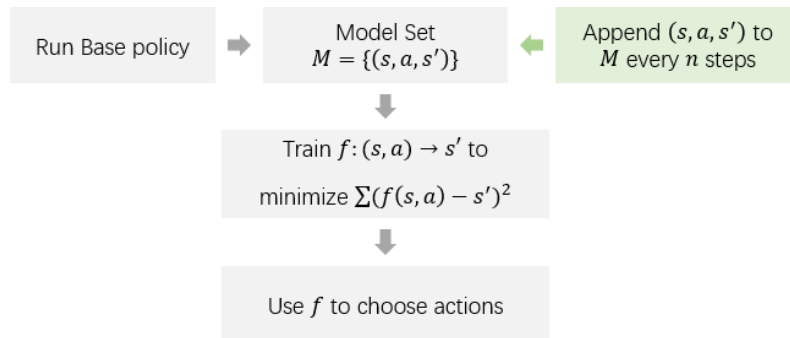 Run Base policy
Model Set
M = {(s, a, s′)}
Append (s, a, s′) to
M every n steps
Train f: (s, a) → s′ to
minimize ∑(f(s, a) − s′)²
Use f to choose actions